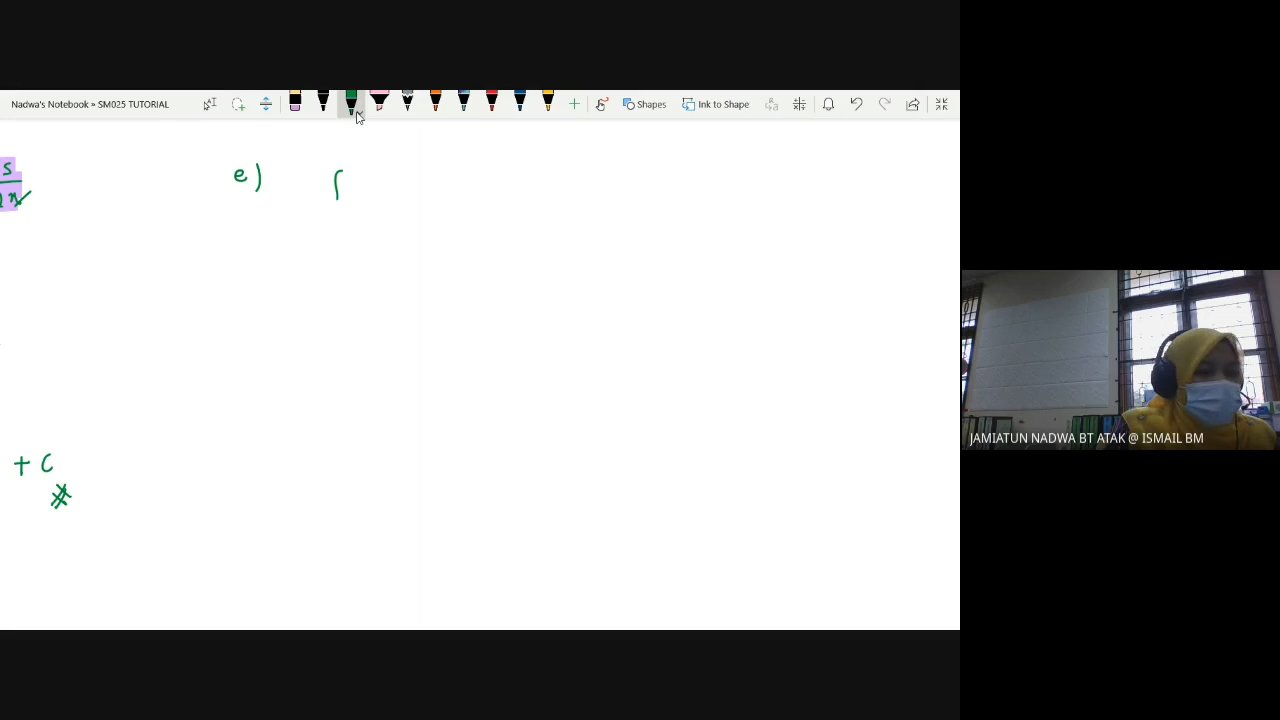 Nadwa's Notebook » SM025 TUTORIAL
Shapes
Ink to Shape
s
e)
+ C
JAMIATUN NADWA BT ATAK @ ISMAIL BM